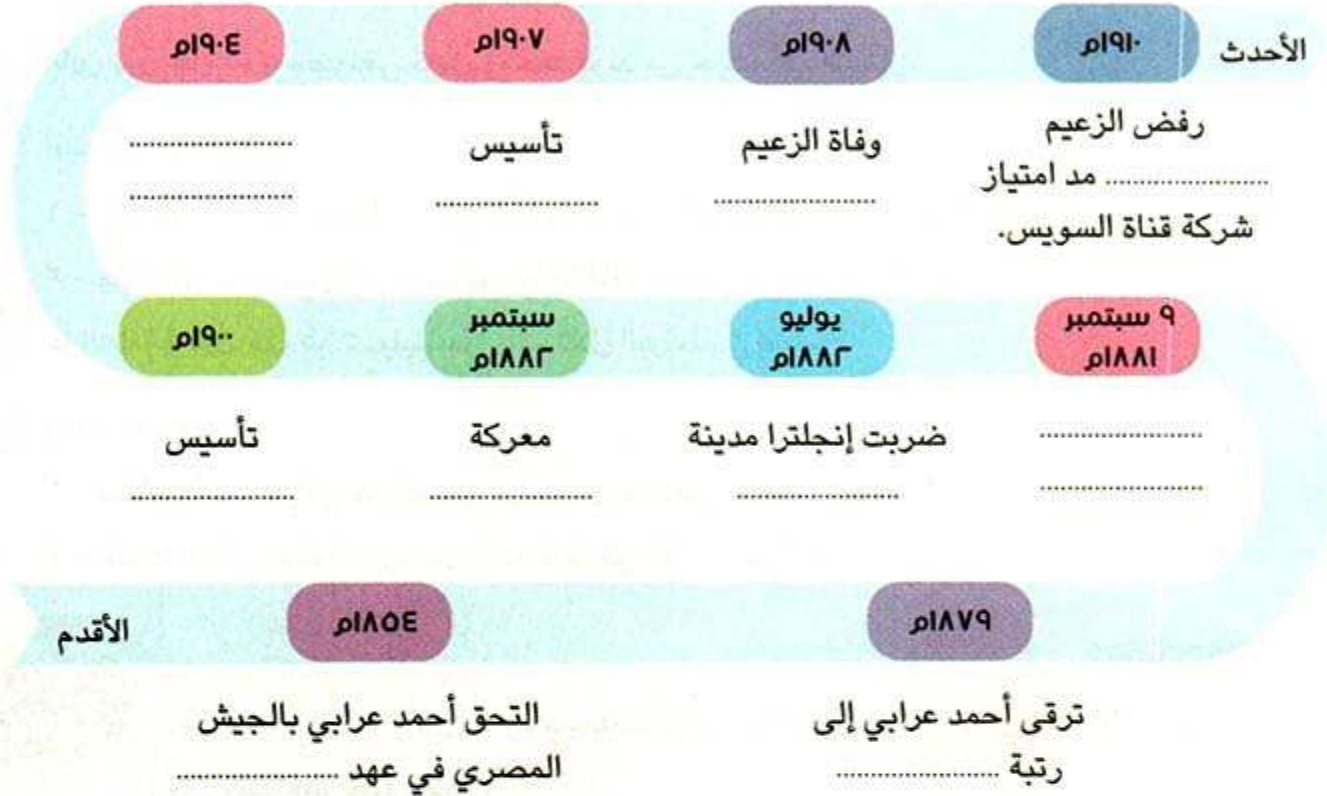 الأحدث
١٩١٠م
١٩٠٨م
١٩٠٧م
١٩٠٤م
رفض الزعيم
........................ مد امتياز
شركة قناة السويس.
وفاة الزعيم
........................
تأسيس
........................
........................
........................
٩ سبتمبر
١٨٨١م
يوليو
١٨٨٢م
سبتمبر
١٨٨٢م
١٩٠٠م
........................
........................
ضربت إنجلترا مدينة
........................
معركة
........................
تأسيس
........................
١٨٧٩م
١٨٥٤م
الأقدم
ترقى أحمد عرابي إلى
رتبة ........................
التحق أحمد عرابي بالجيش
المصري في عهد ........................